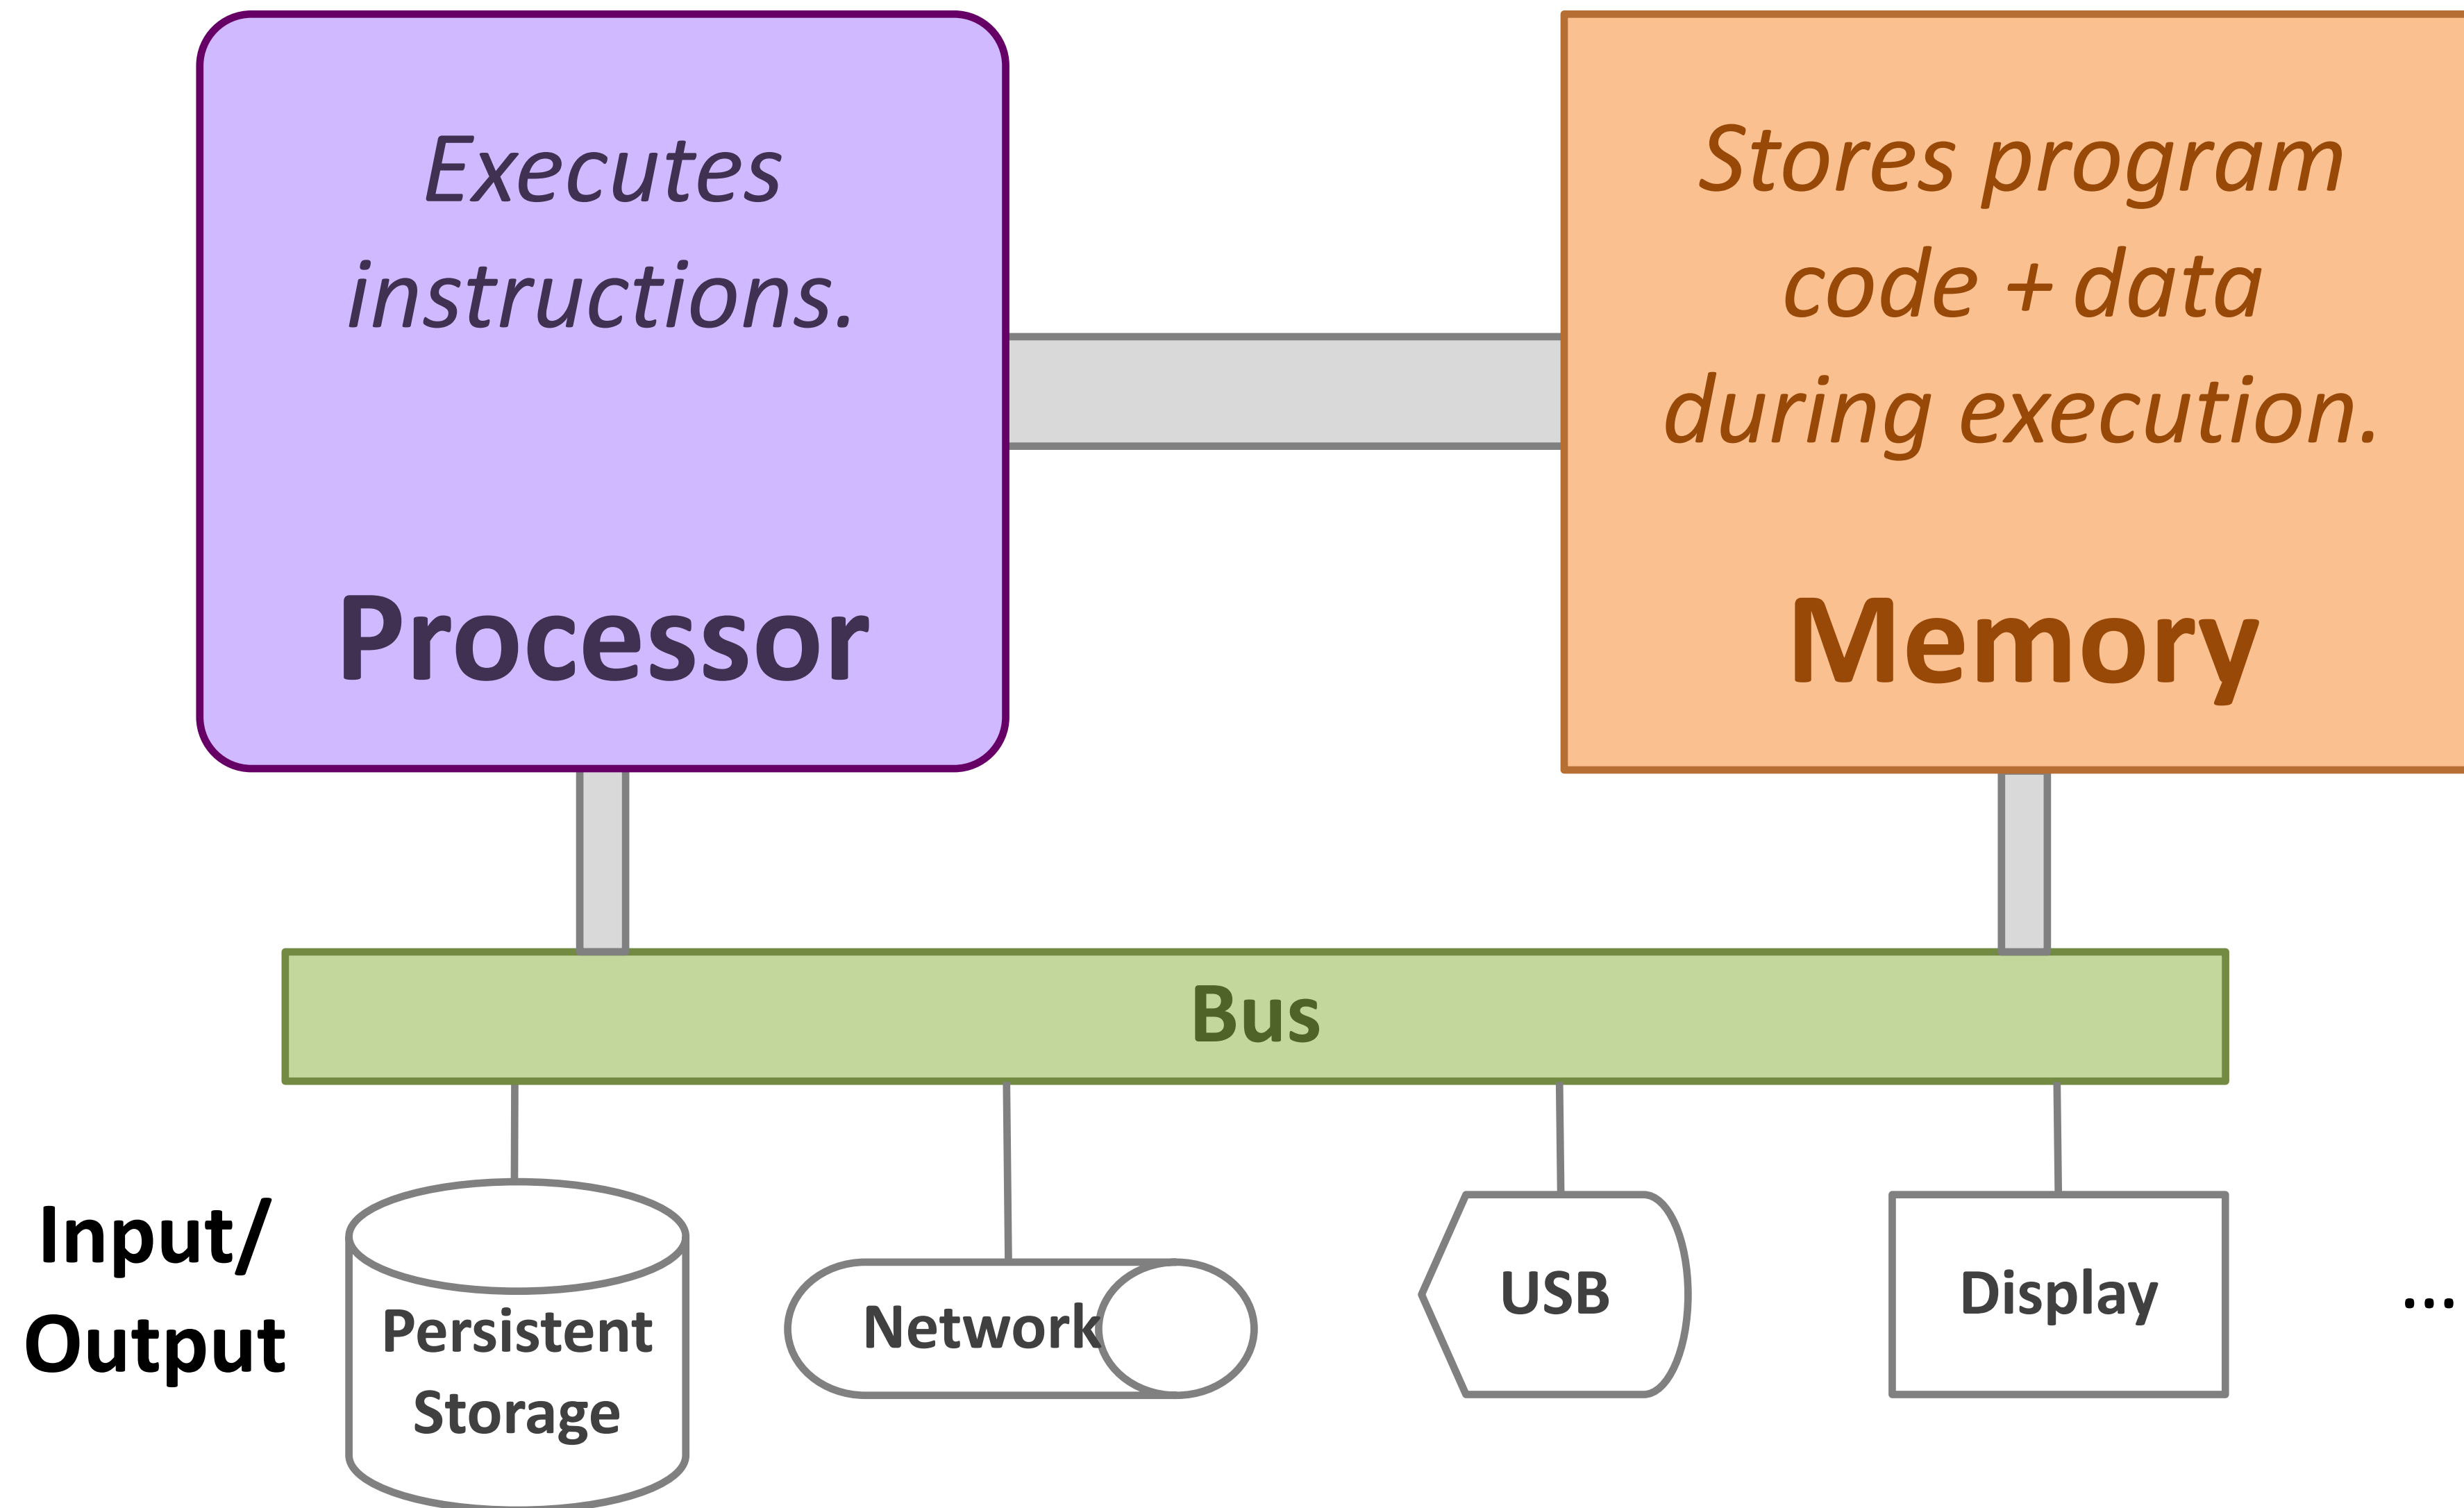 Executes
instructions.
Processor
Stores program
code + data
during execution.
Memory
Bus
Input/
Output
Persistent
Storage
Network
USB
Display
...